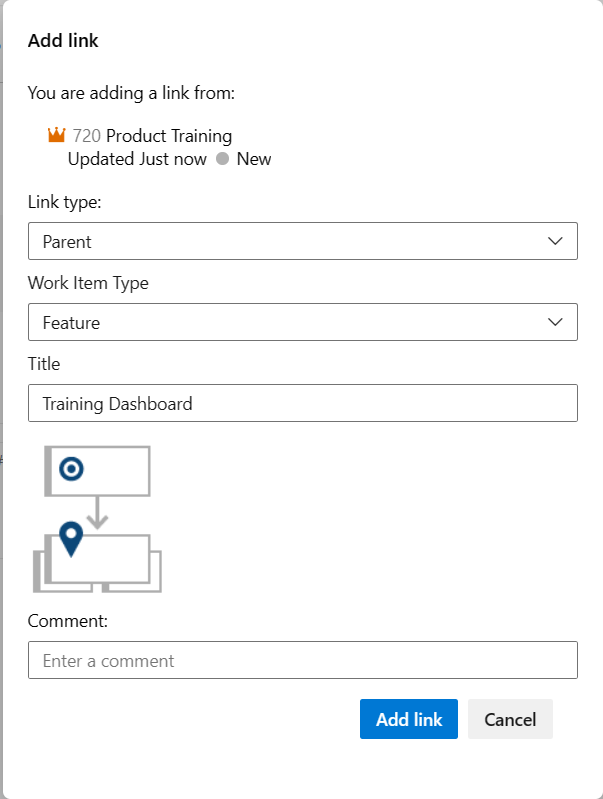 Add link
You are adding a link from:
720 Product Training
Updated Just now New
Link type:
Parent
Work Item Type
Feature
Title
Training Dashboard
Comment:
Enter a comment
Add link Cancel